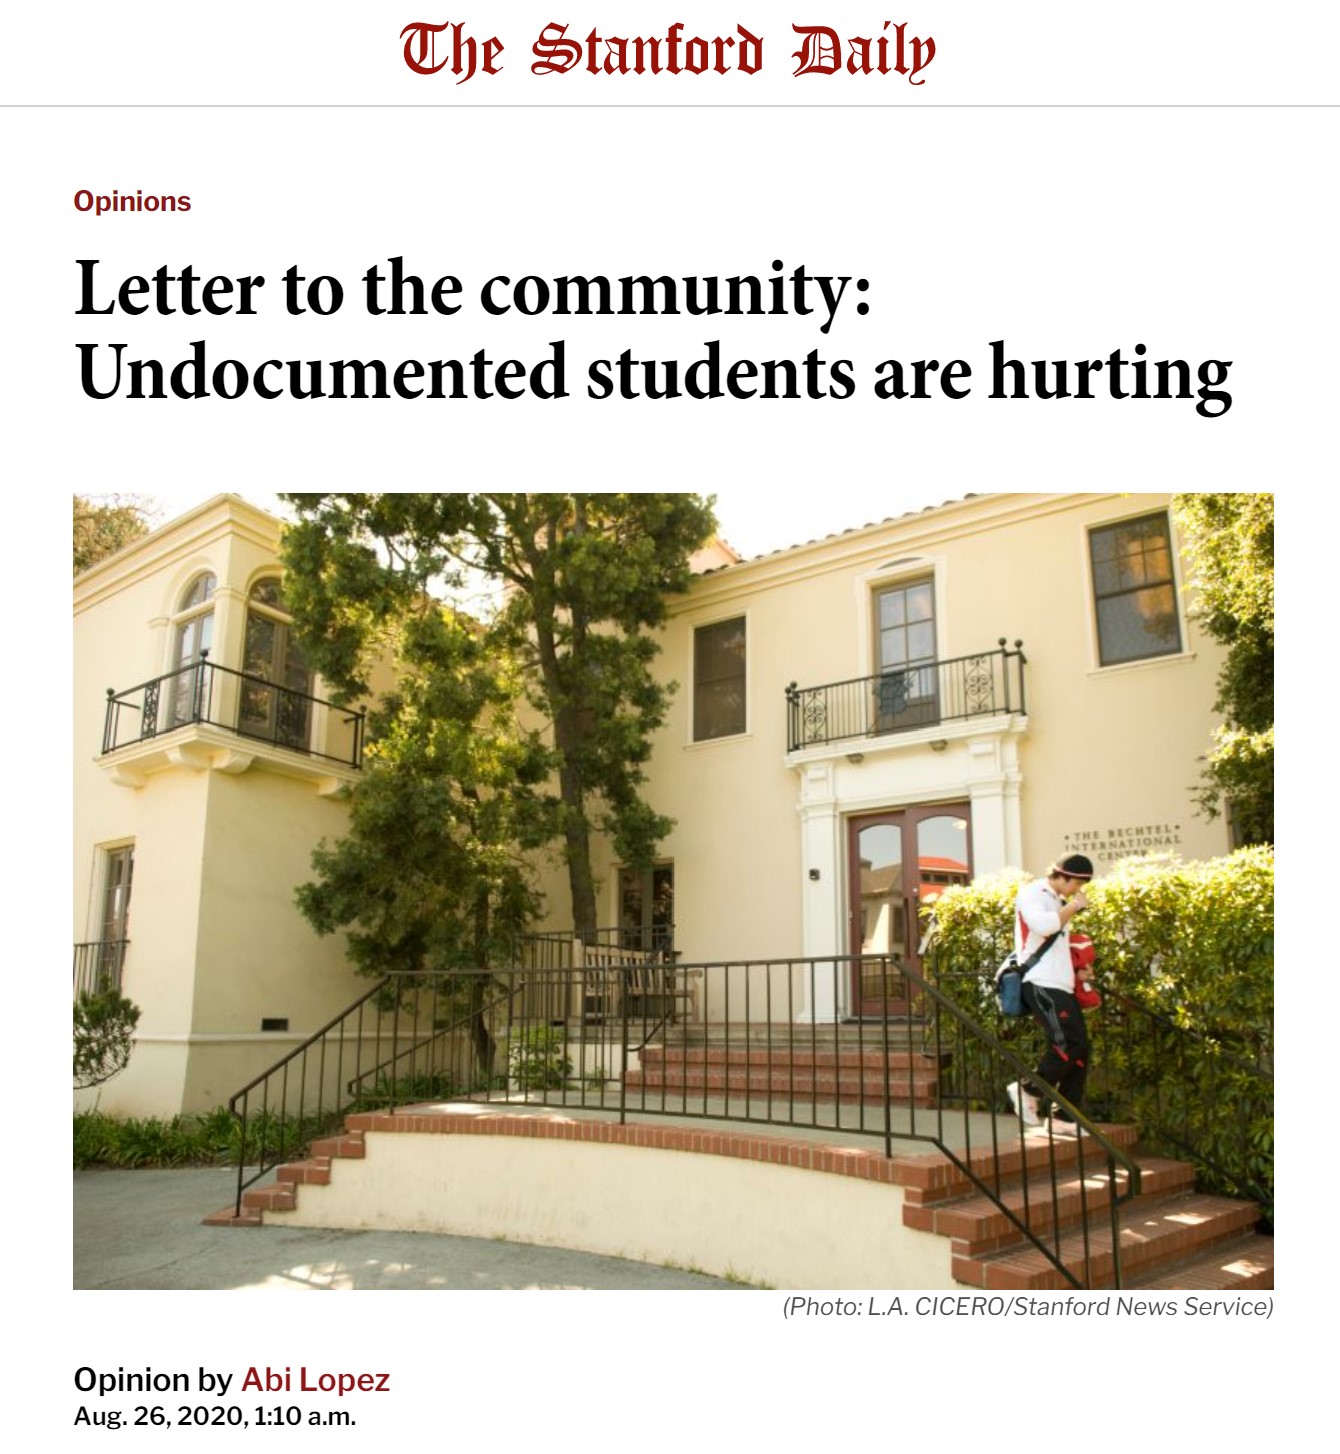 The Stanford Daily
Opinions
Letter to the community:
Undocumented students are hurting
• THE BECHTEL •
INTERNATIONAL
CENTER
(Photo: L.A. CICERO/Stanford News Service)
Opinion by Abi Lopez
Aug. 26, 2020, 1:10 a.m.